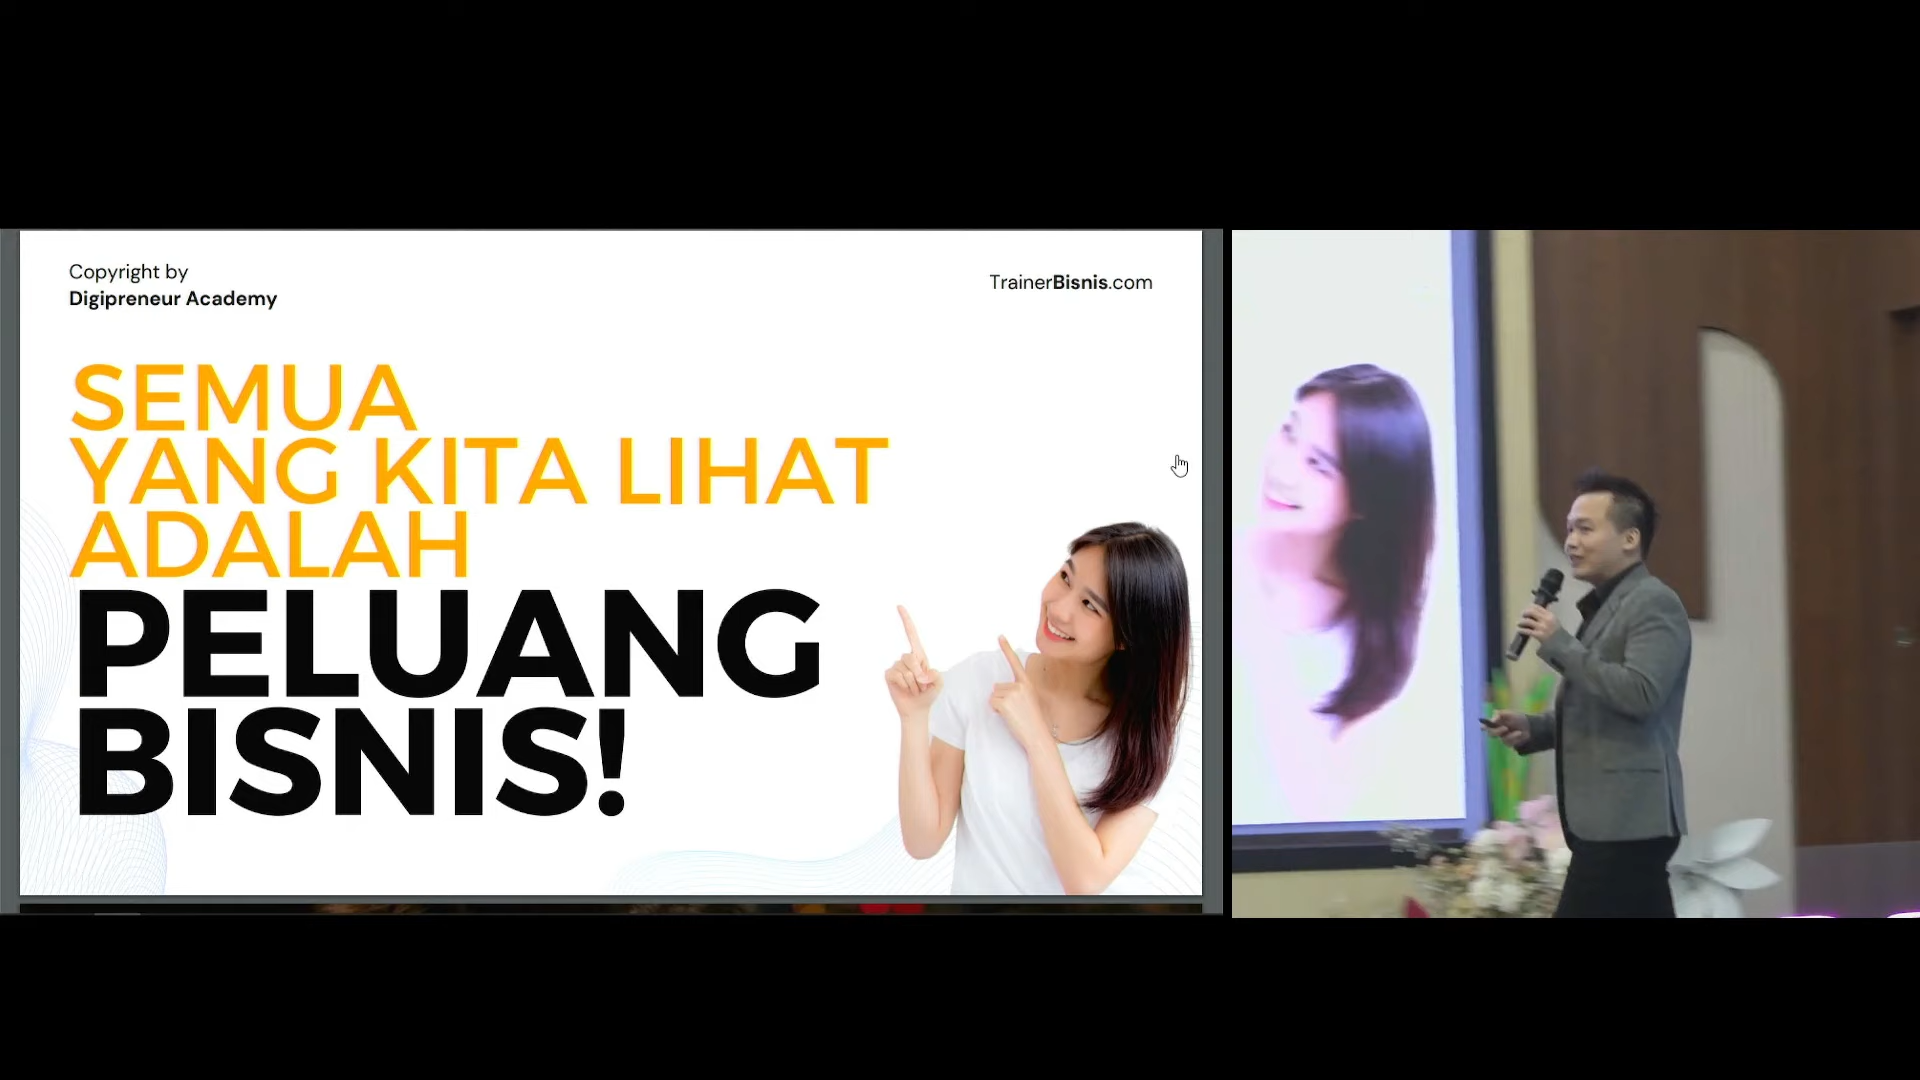 Copyright by
Digipreneur Academy
TrainerBisnis.com
SEMUA
YANG KITA LIHAT
ADALAH
PELUANG
BISNIS!